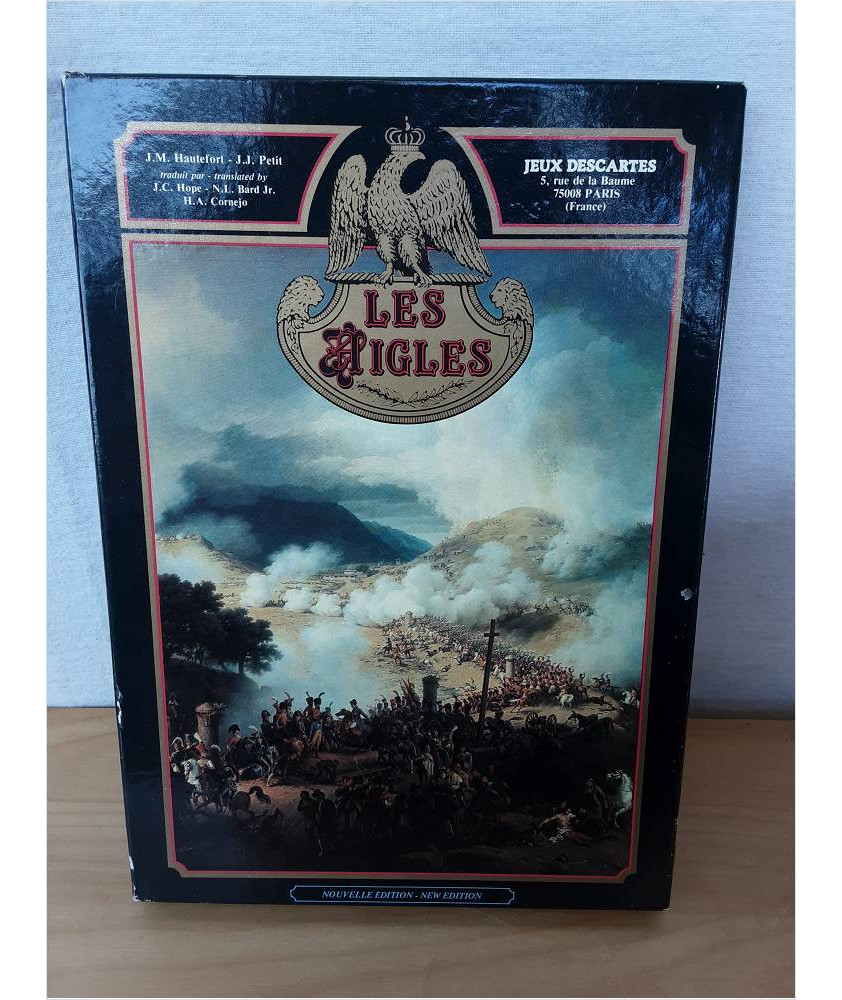 J.M. Hautefort - J.J. Petit
traduit par - translated by
J.C. Hope - N.L. Bard Jr.
H.A. Cornejo
JEUX DESCARTES
5, rue de la Baume
75008 PARIS
(France)
LES
AIGLES
NOUVELLE ÉDITION - NEW EDITION